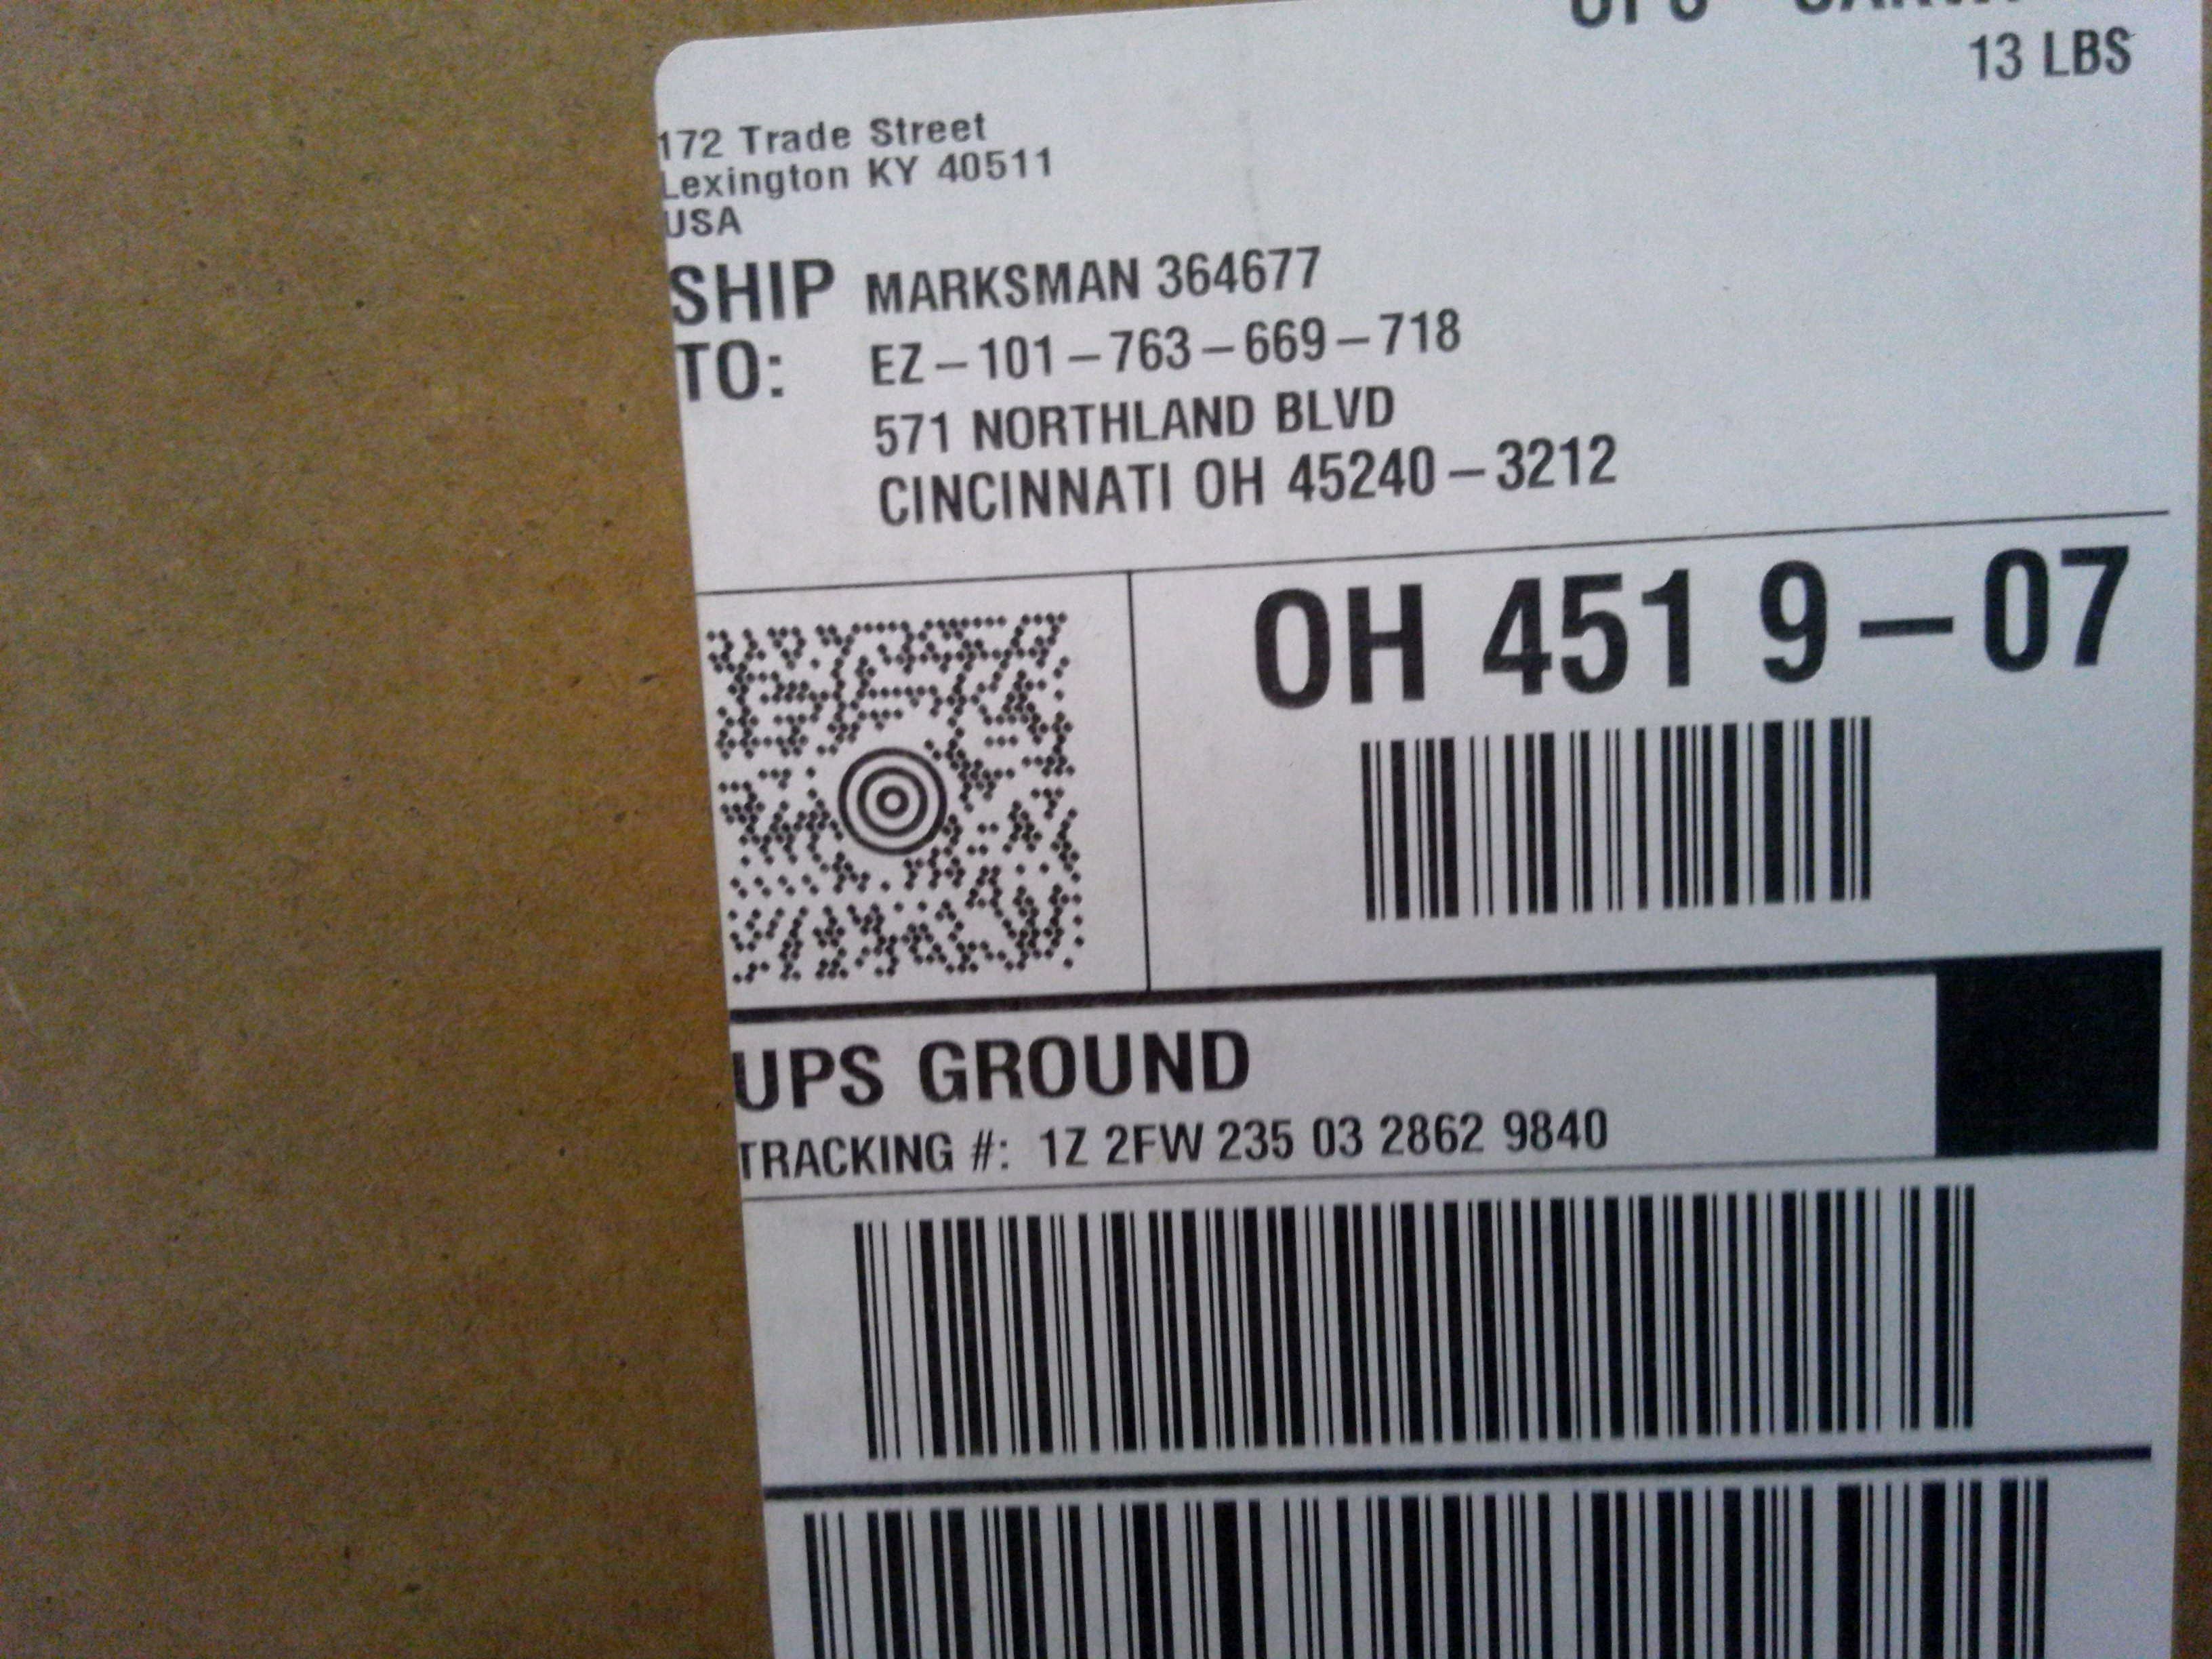 13 LBS
172 Trade Street
Lexington KY 40511
USA
SHIP TO:
MARKSMAN 364677
EZ-101-763-669-718
571 NORTHLAND BLVD
CINCINNATI OH 45240-3212
OH 451 9-07
UPS GROUND
TRACKING #: 1Z 2FW 235 03 2862 9840